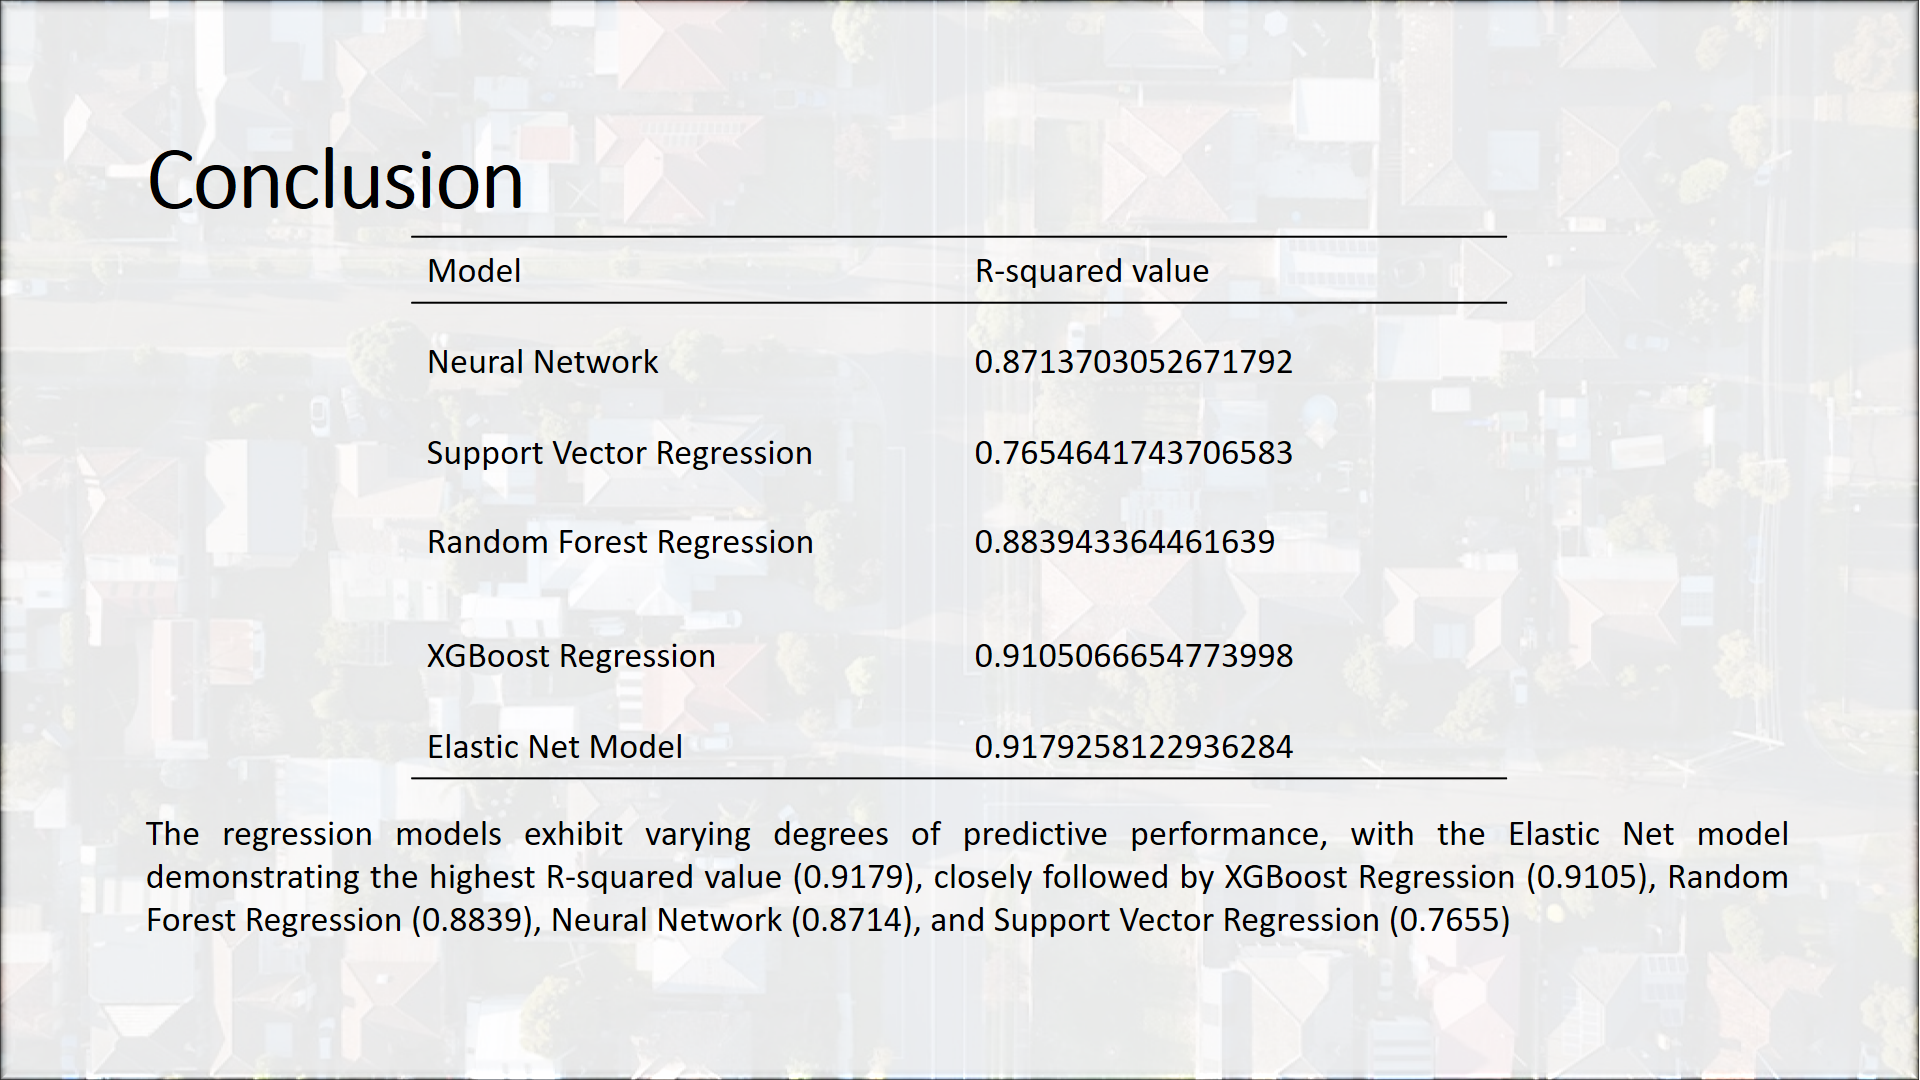 Conclusion
Model R-squared value
Neural Network 0.8713703052671792
Support Vector Regression 0.7654641743706583
Random Forest Regression 0.883943364461639
XGBoost Regression 0.9105066654773998
Elastic Net Model 0.9179258122936284
The regression models exhibit varying degrees of predictive performance, with the Elastic Net model
demonstrating the highest R-squared value (0.9179), closely followed by XGBoost Regression (0.9105), Random
Forest Regression (0.8839), Neural Network (0.8714), and Support Vector Regression (0.7655)